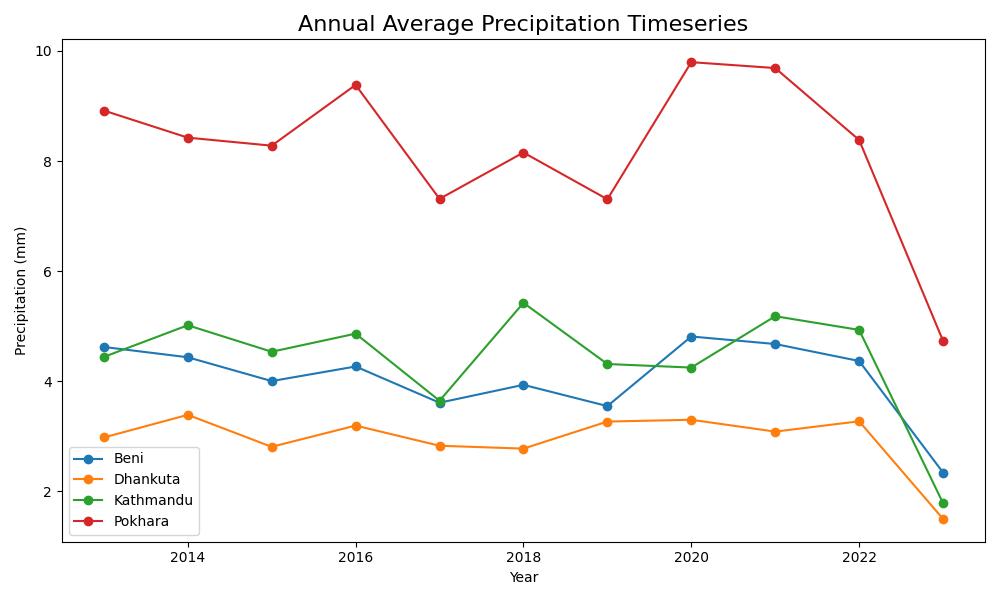 Annual Average Precipitation Timeseries
Precipitation (mm)
10
8
6
4
2
Beni
Dhankuta
Kathmandu
Pokhara
2014 2016 2018 2020 2022
Year